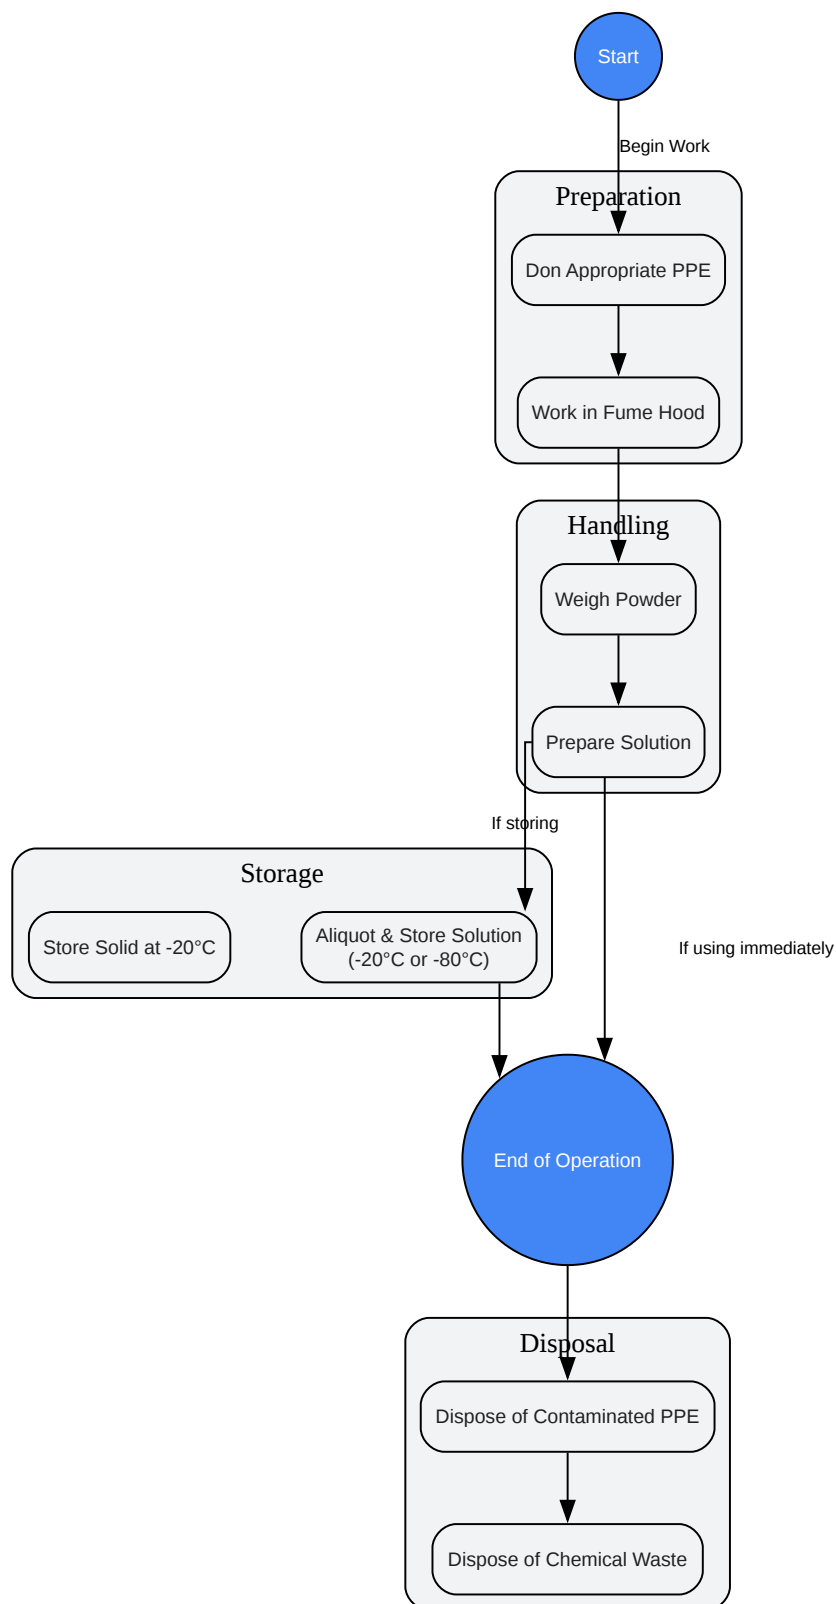 Start
Begin Work
Preparation
Don Appropriate PPE
Work in Fume Hood
Handling
Weigh Powder
Prepare Solution
If storing
Storage
Store Solid at -20°C
Aliquot & Store Solution
(-20°C or -80°C)
If using immediately
End of Operation
Disposal
Dispose of Contaminated PPE
Dispose of Chemical Waste